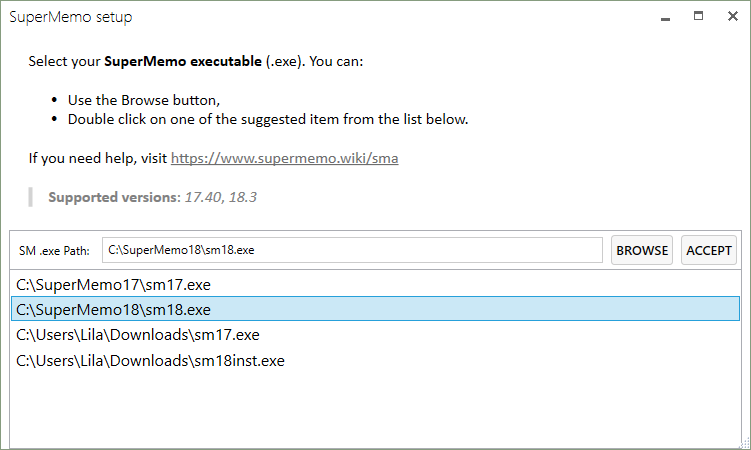 SuperMemo setup
Select your SuperMemo executable (.exe). You can:
• Use the Browse button,
• Double click on one of the suggested item from the list below.
If you need help, visit https://www.supermemo.wiki/sma
Supported versions: 17.40, 18.3
SM .exe Path: C:\SuperMemo18\sm18.exe BROWSE ACCEPT
C:\SuperMemo17\sm17.exe
C:\SuperMemo18\sm18.exe
C:\Users\Lila\Downloads\sm17.exe
C:\Users\Lila\Downloads\sm18inst.exe